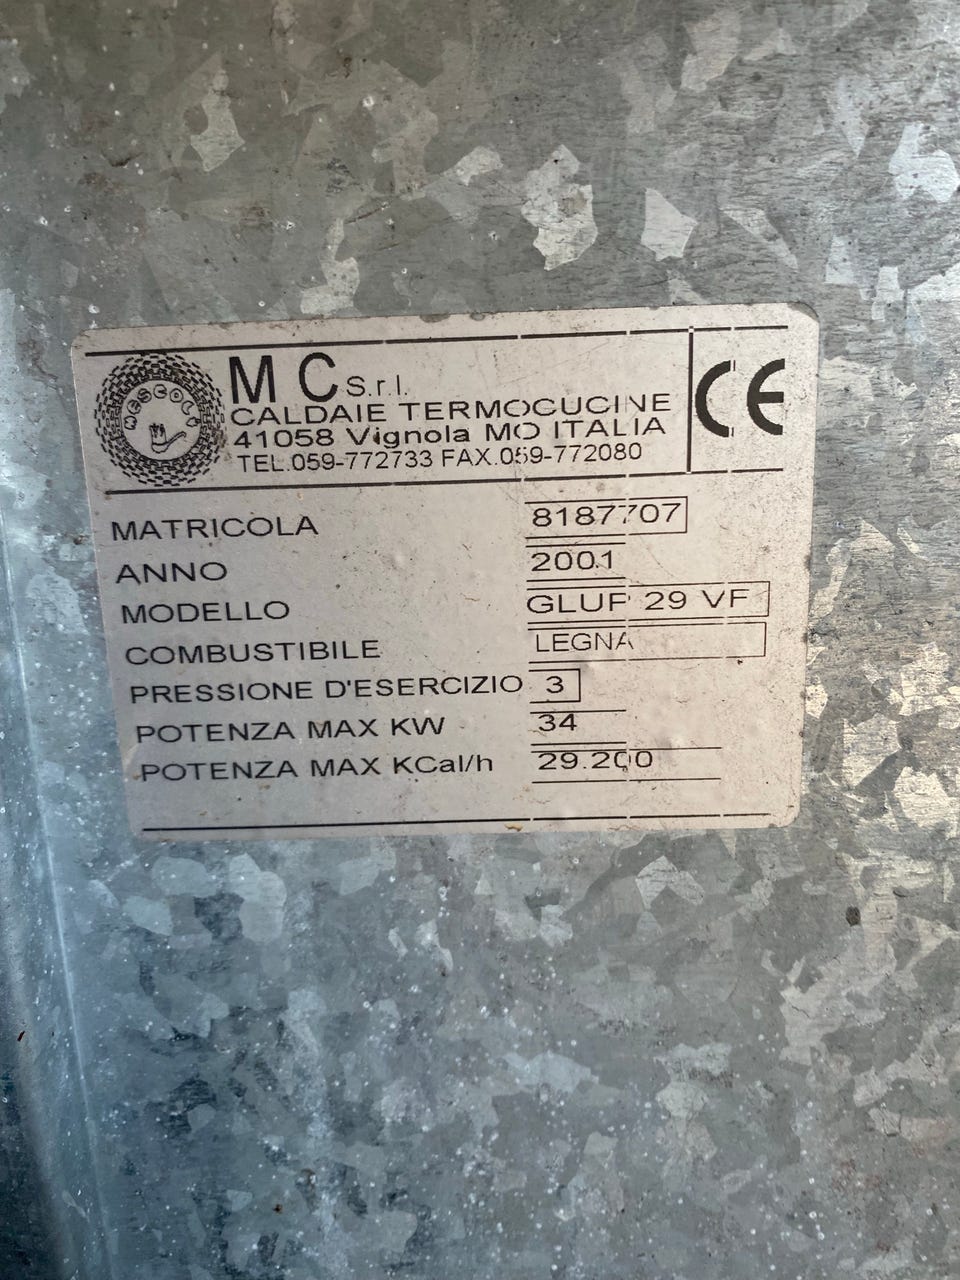 M C s.r.l.
CALDAIE TERMOCUCINE
41058 Vignola MO ITALIA
TEL.059-772733 FAX.059-772080
CE
MATRICOLA 8187707
ANNO 2001
MODELLO GLUP 29 VF
COMBUSTIBILE LEGNA
PRESSIONE D'ESERCIZIO 3
POTENZA MAX KW 34
POTENZA MAX KCal/h 29.200